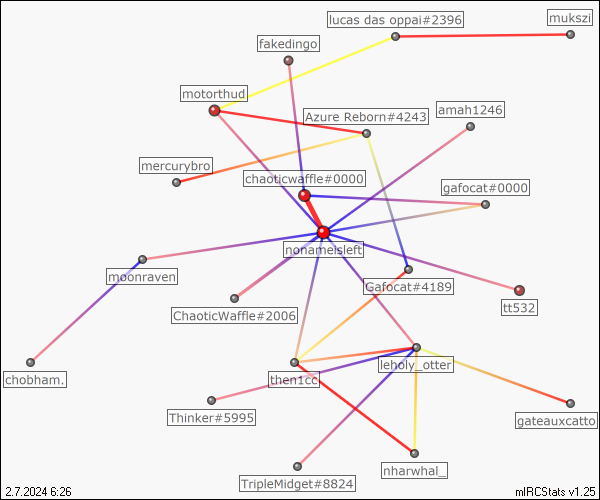 lucas das oppai#2396
mukszi
fakedingo
motorthud
Azure Reborn#4243
amah1246
mercurybro
chaoticwaffle#0000
gafocat#0000
nonameisleft
moonraven
Gafocat#4189
ChaoticWaffle#2006
tt532
leholy_otter
chobham.
then1cc
Thinker#5995
gateauxcatto
nharwhal_
TripleMidget#8824
2.7.2024 6:26
mIRCStats v1.25